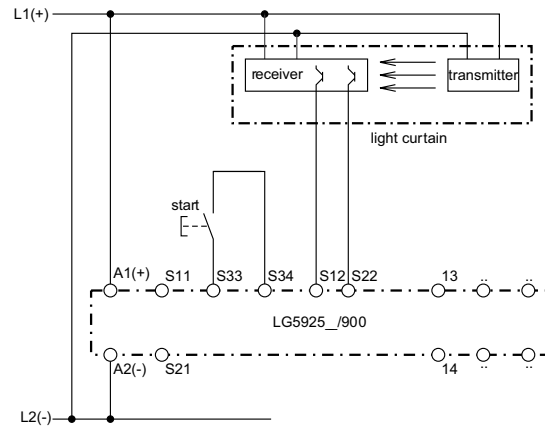 L1(+)
receiver
transmitter
light curtain
start
A1(+) S11 S33 S34 S12 S22 13 .. ..
LG5925__/900
A2(-) S21 14 .. ..
L2(-)